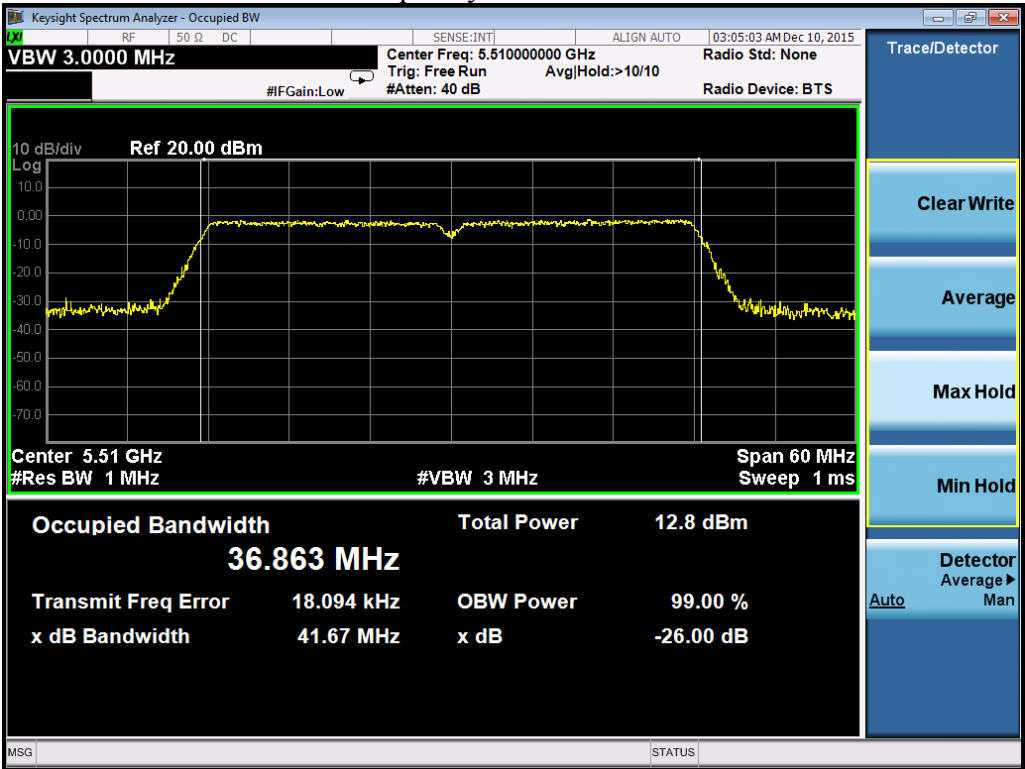 Keysight Spectrum Analyzer - Occupied BW
LXI RF 50 Ω DC SENSE:INT ALIGN AUTO 03:05:03 AM Dec 10, 2015
VBW 3.0000 MHz
Center Freq: 5.510000000 GHz Radio Std: None
Trig: Free Run Avg|Hold:>10/10
#IFGain:Low #Atten: 40 dB Radio Device: BTS
10 dB/div Ref 20.00 dBm
Log
10.0
0.00
-10.0
-20.0
-30.0
-40.0
-50.0
-60.0
-70.0
Center 5.51 GHz Span 60 MHz
#Res BW 1 MHz #VBW 3 MHz Sweep 1 ms
Occupied Bandwidth Total Power 12.8 dBm
36.863 MHz
Transmit Freq Error 18.094 kHz OBW Power 99.00 %
x dB Bandwidth 41.67 MHz x dB -26.00 dB
Trace/Detector
Clear Write
Average
Max Hold
Min Hold
Detector
Average
Auto Man
MSG STATUS